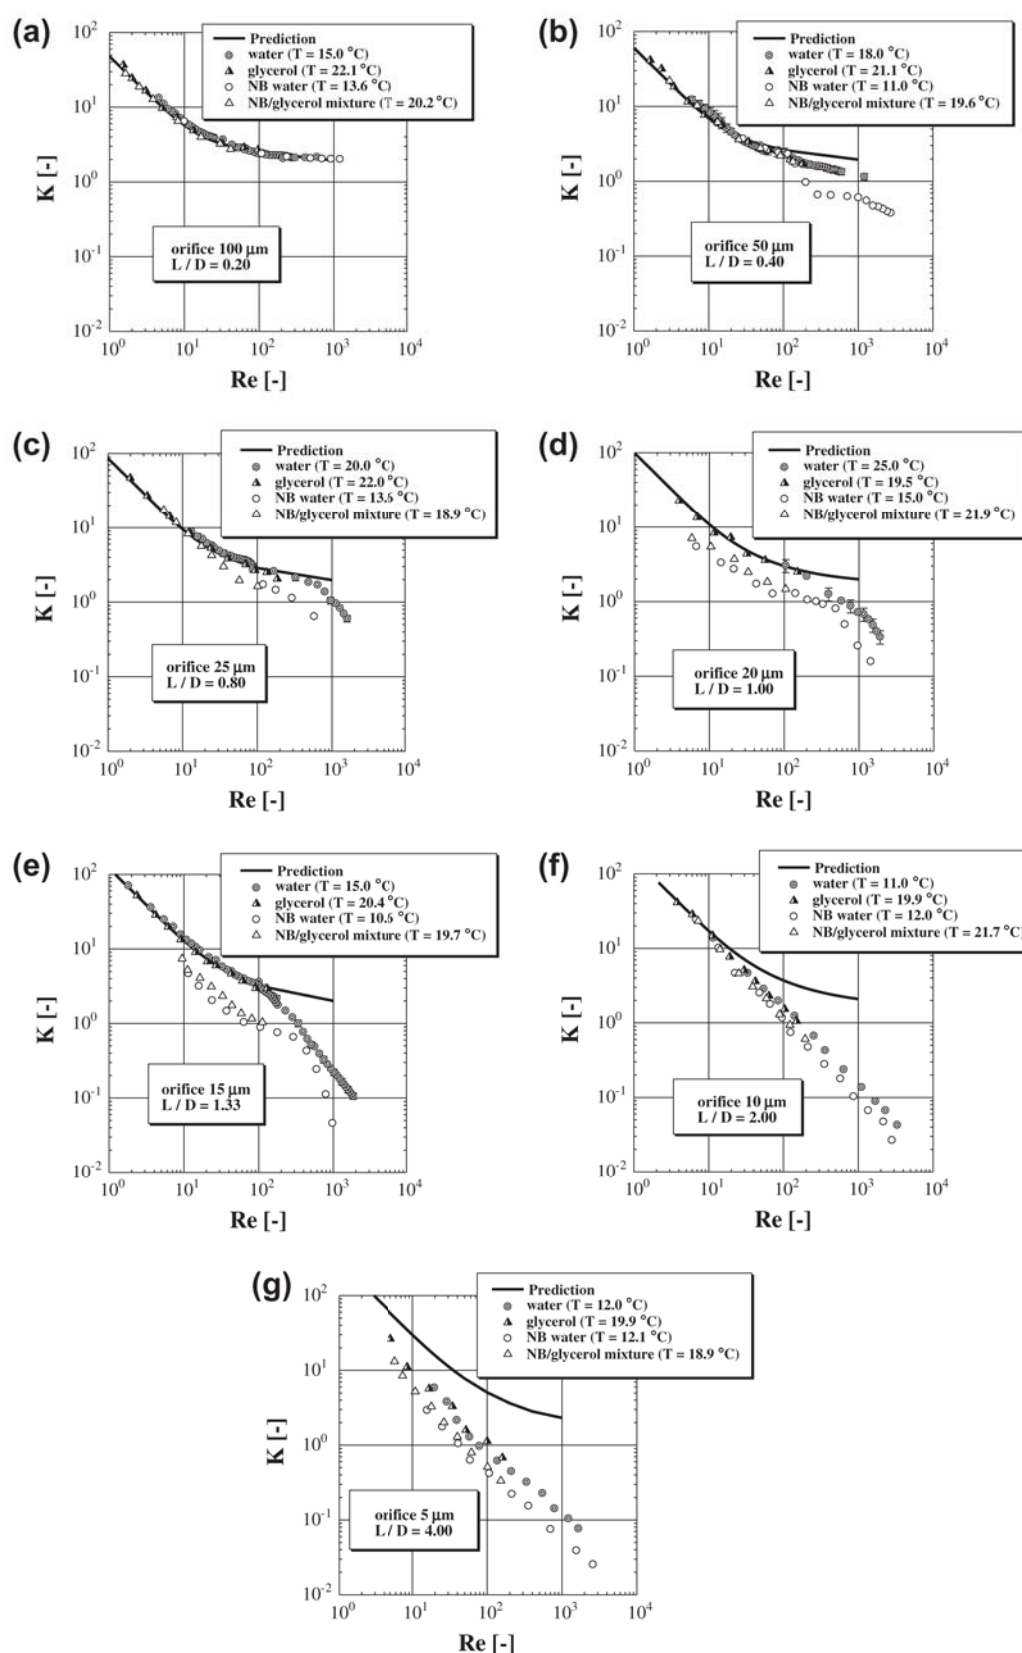 (a)
Prediction
water (T = 15.0 °C)
glycerol (T = 22.1 °C)
NB water (T = 13.6 °C)
NB/glycerol mixture (T = 20.2 °C)
10²
10¹
10⁰
10⁻¹
10⁻²
K [-]
orifice 100 μm
L / D = 0.20
10⁰ 10¹ 10² 10³ 10⁴
Re [-]
(b)
Prediction
water (T = 18.0 °C)
glycerol (T = 21.1 °C)
NB water (T = 11.0 °C)
NB/glycerol mixture (T = 19.6 °C)
10²
10¹
10⁰
10⁻¹
10⁻²
K [-]
orifice 50 μm
L / D = 0.40
10⁰ 10¹ 10² 10³ 10⁴
Re [-]
(c)
Prediction
water (T = 20.0 °C)
glycerol (T = 22.0 °C)
NB water (T = 13.6 °C)
NB/glycerol mixture (T = 18.9 °C)
10²
10¹
10⁰
10⁻¹
10⁻²
K [-]
orifice 25 μm
L / D = 0.80
10⁰ 10¹ 10² 10³ 10⁴
Re [-]
(d)
Prediction
water (T = 25.0 °C)
glycerol (T = 19.5 °C)
NB water (T = 15.0 °C)
NB/glycerol mixture (T = 21.9 °C)
10²
10¹
10⁰
10⁻¹
10⁻²
K [-]
orifice 20 μm
L / D = 1.00
10⁰ 10¹ 10² 10³ 10⁴
Re [-]
(e)
Prediction
water (T = 15.0 °C)
glycerol (T = 20.4 °C)
NB water (T = 10.6 °C)
NB/glycerol mixture (T = 19.7 °C)
10²
10¹
10⁰
10⁻¹
10⁻²
K [-]
orifice 15 μm
L / D = 1.33
10⁰ 10¹ 10² 10³ 10⁴
Re [-]
(f)
Prediction
water (T = 11.0 °C)
glycerol (T = 19.9 °C)
NB water (T = 12.0 °C)
NB/glycerol mixture (T = 21.7 °C)
10²
10¹
10⁰
10⁻¹
10⁻²
K [-]
orifice 10 μm
L / D = 2.00
10⁰ 10¹ 10² 10³ 10⁴
Re [-]
(g)
Prediction
water (T = 12.0 °C)
glycerol (T = 19.9 °C)
NB water (T = 12.1 °C)
NB/glycerol mixture (T = 18.9 °C)
10²
10¹
10⁰
10⁻¹
10⁻²
K [-]
orifice 5 μm
L / D = 4.00
10⁰ 10¹ 10² 10³ 10⁴
Re [-]